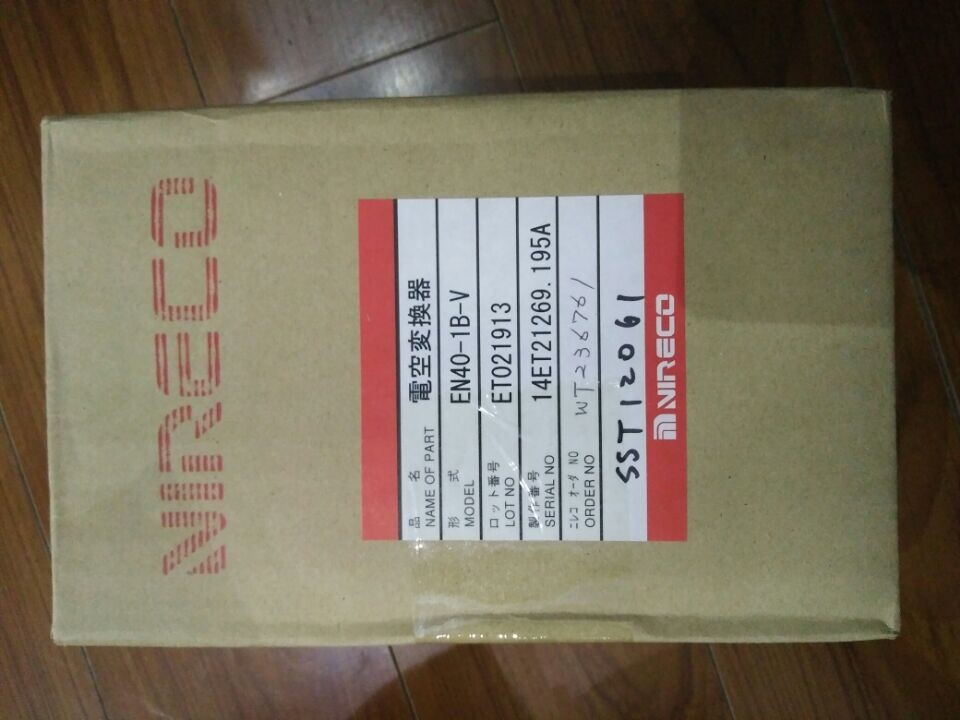 NIRECO
品 名 電空変換器
NAME OF PART
形 式 EN40-1B-V
MODEL
ロット番号 ET021913
LOT NO
製作番号 14ET21269.195A
SERIAL NO
ニレコ オーダ NO WT236761
ORDER NO
SST12061
NIRECO